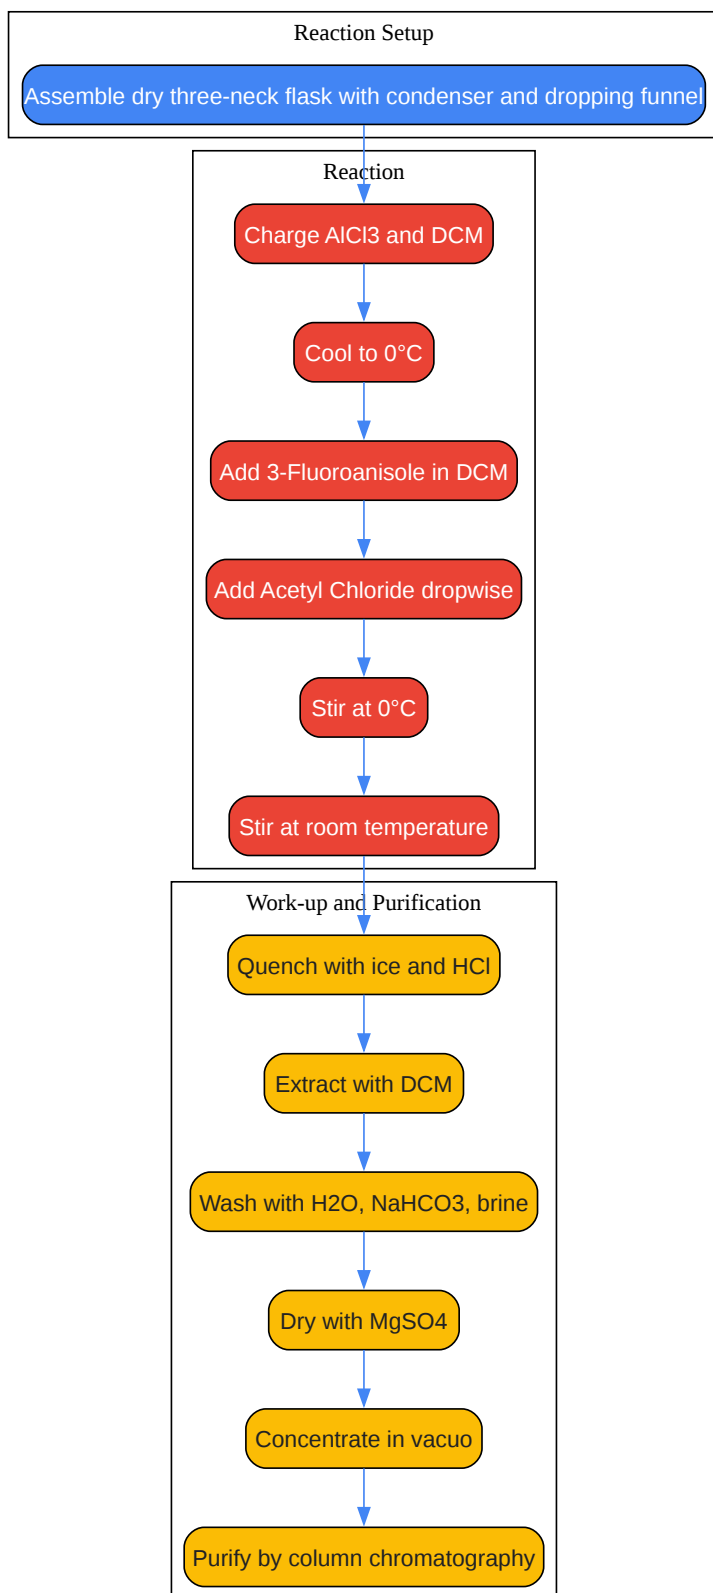 Reaction Setup
Assemble dry three-neck flask with condenser and dropping funnel
Reaction
Charge AlCl3 and DCM
Cool to 0°C
Add 3-Fluoroanisole in DCM
Add Acetyl Chloride dropwise
Stir at 0°C
Stir at room temperature
Work-up and Purification
Quench with ice and HCl
Extract with DCM
Wash with H2O, NaHCO3, brine
Dry with MgSO4
Concentrate in vacuo
Purify by column chromatography